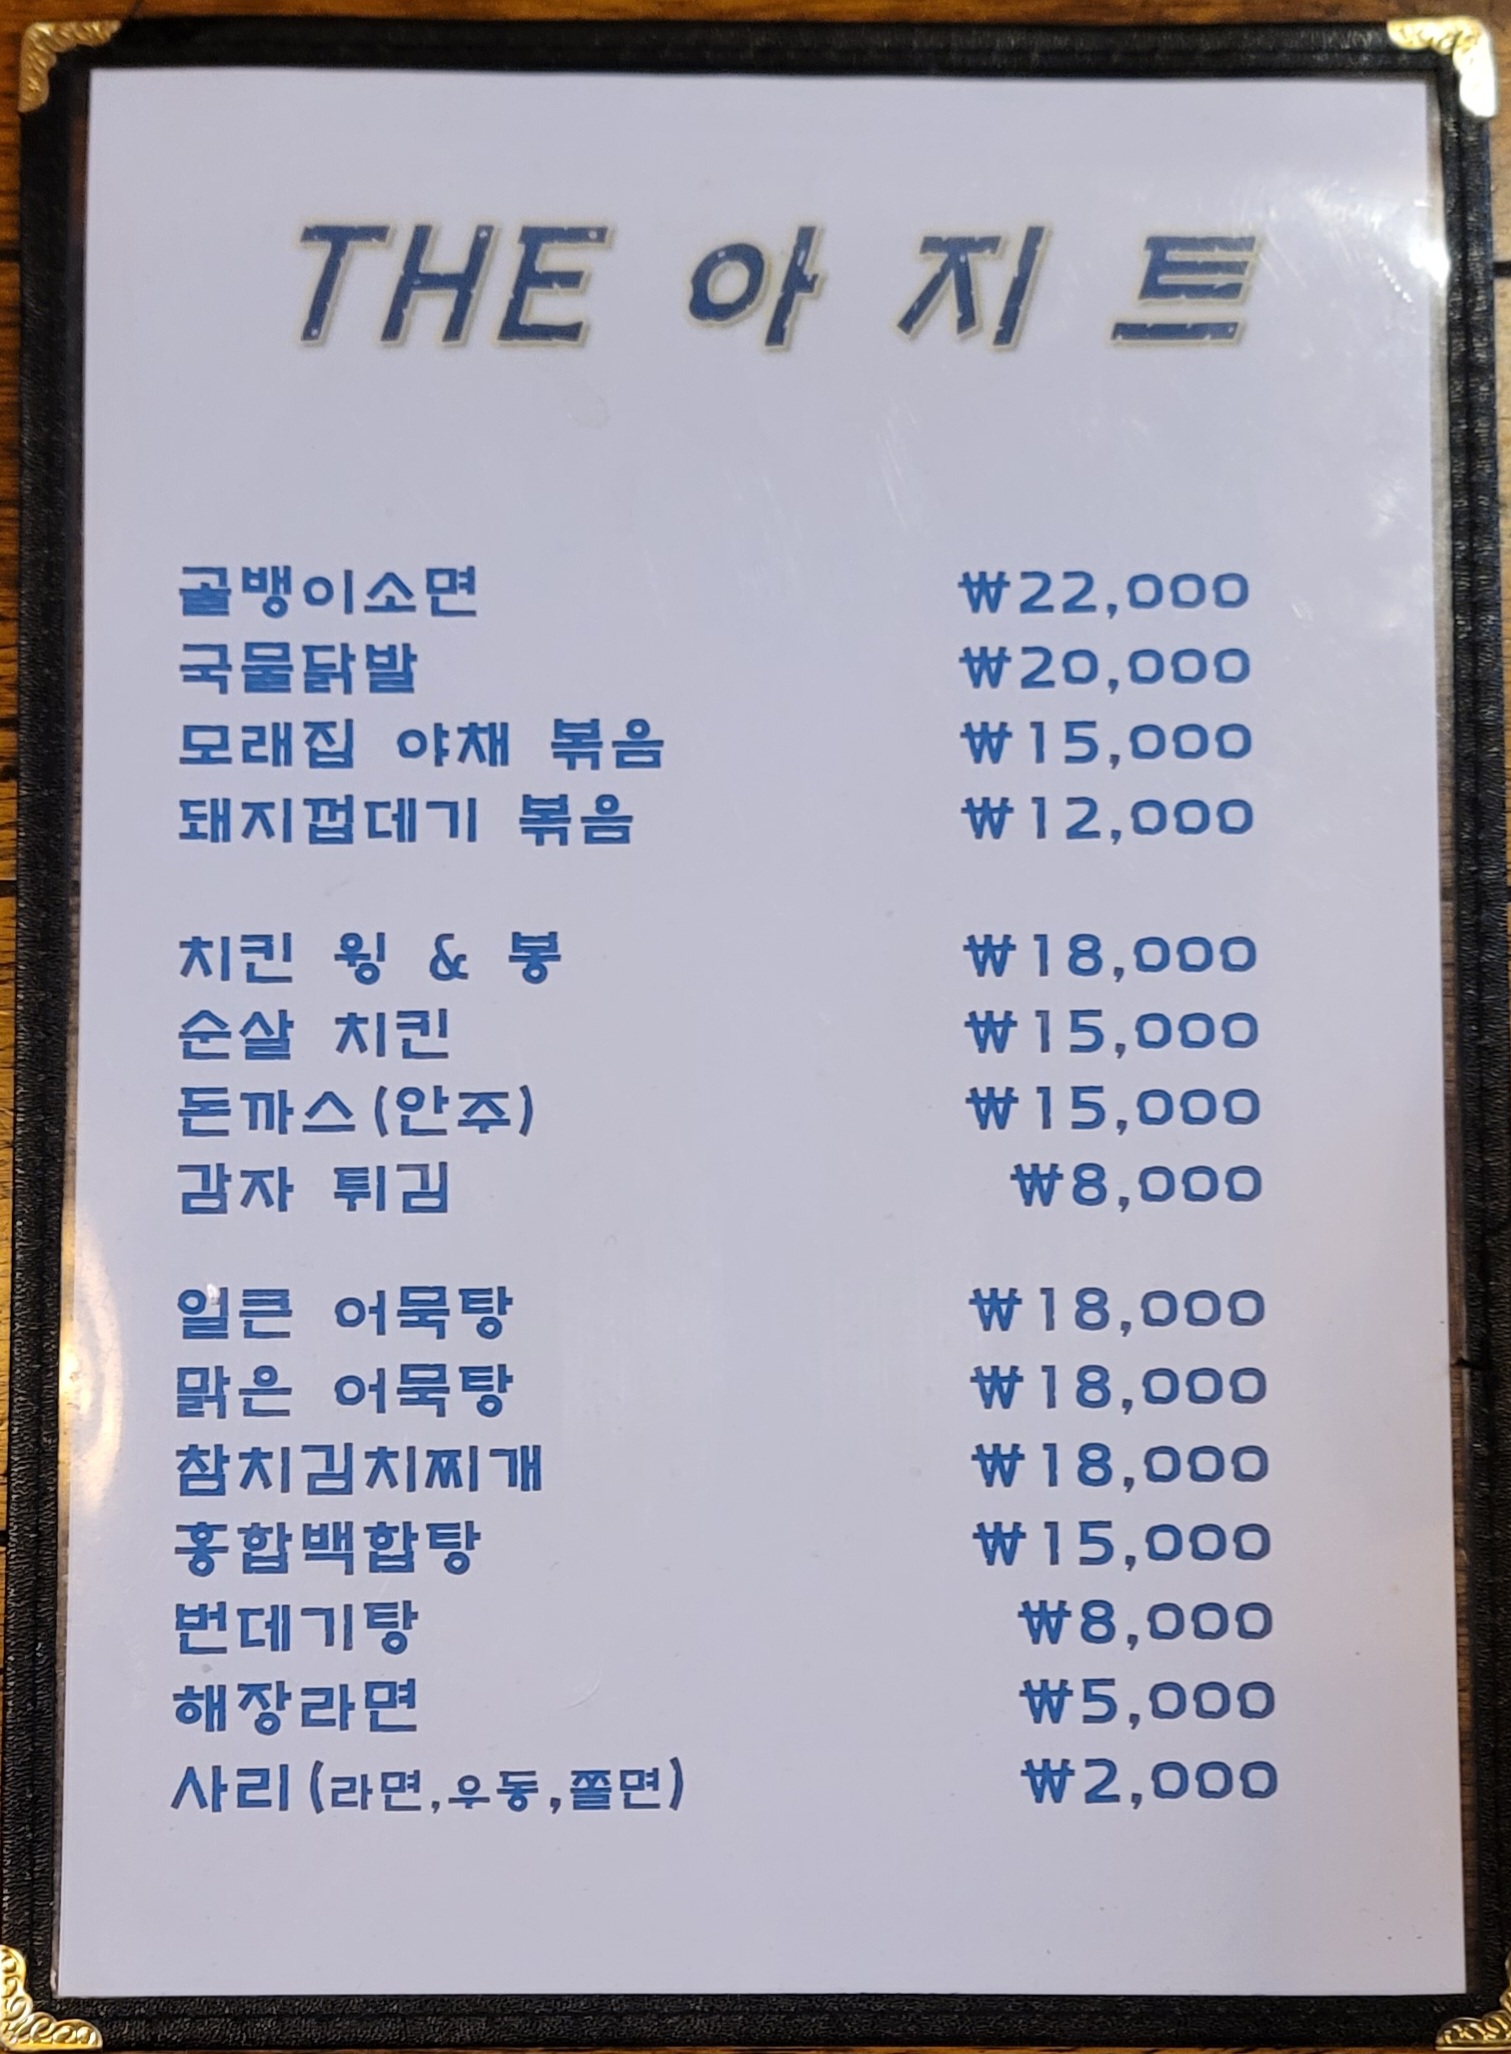 THE 아지트
골뱅이소면 ₩22,000
국물닭발 ₩20,000
모래집 야채 볶음 ₩15,000
돼지껍데기 볶음 ₩12,000
치킨 윙 & 봉 ₩18,000
순살 치킨 ₩15,000
돈까스(안주) ₩15,000
감자 튀김 ₩8,000
일큰 어묵탕 ₩18,000
맑은 어묵탕 ₩18,000
참치김치찌개 ₩18,000
홍합백합탕 ₩15,000
번데기탕 ₩8,000
해장라면 ₩5,000
사리(라면,우동,쫄면) ₩2,000